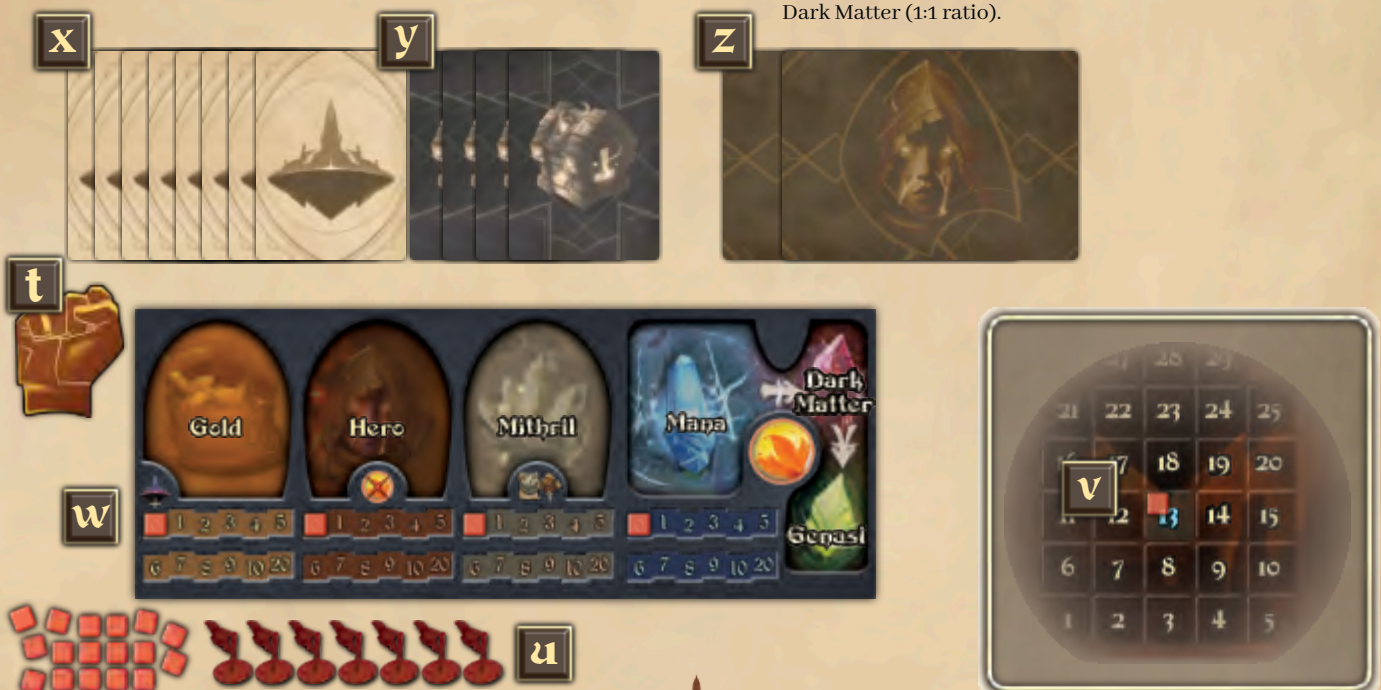 Dark Matter (1:1 ratio).
x
y
z
t
Gold
Hero
Mithril
Mana
Dark
Matter
Genasi
w
1 2 3 4 5
1 2 3 4 5
1 2 3 4 5
1 2 3 4 5
6 7 8 9 10 20
6 7 8 9 10 20
6 7 8 9 10 20
6 7 8 9 10 20
u
28 29
21 22 23 24 25
17 18 19 20
v
12 13 14 15
6 7 8 9 10
1 2 3 4 5